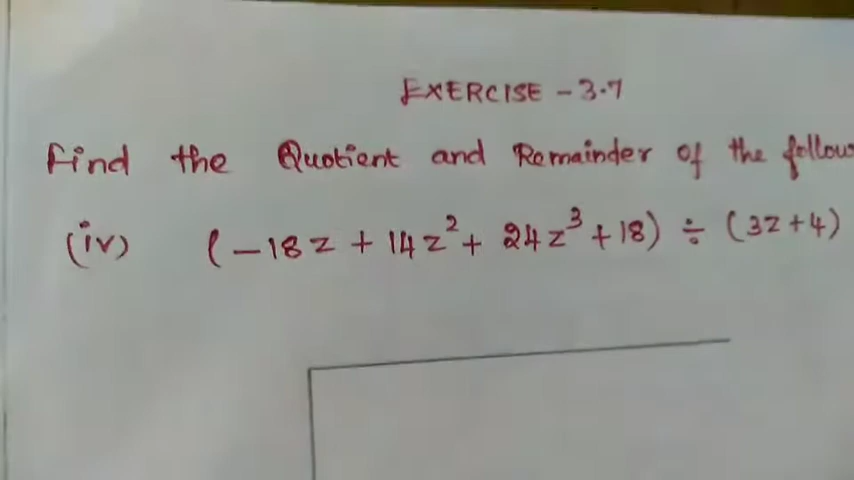 EXERCISE - 3.7
Find the Quotient and Remainder of the
(iv) (-18z + 14z² + 24z³ + 18) ÷ (3z+4)